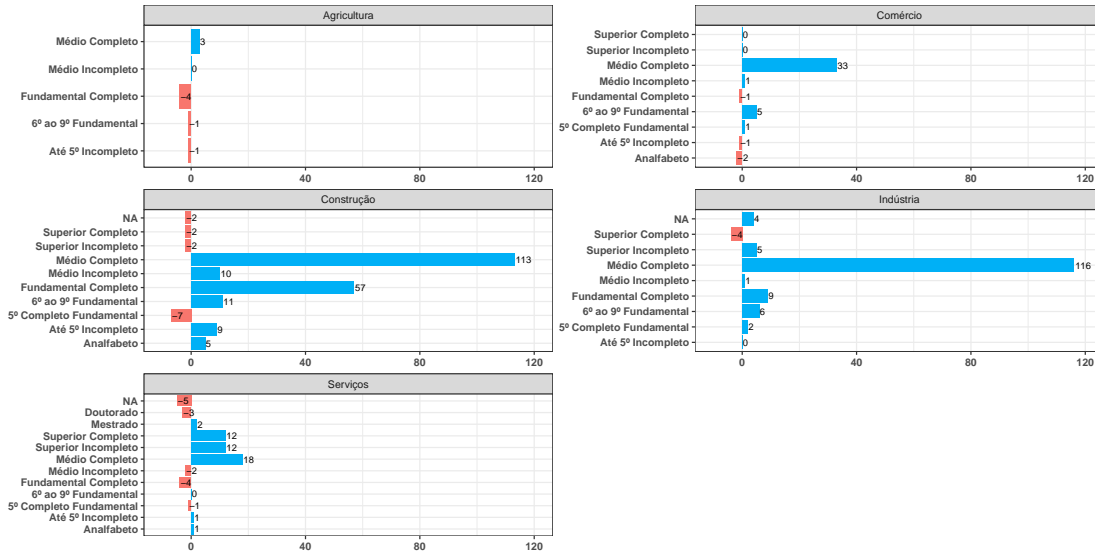 Agricultura
Médio Completo 3
Médio Incompleto 0
Fundamental Completo −4
6º ao 9º Fundamental −1
Até 5º Incompleto −1
0 40 80 120
Comércio
Superior Completo 0
Superior Incompleto 0
Médio Completo 33
Médio Incompleto 1
Fundamental Completo −1
6º ao 9º Fundamental 5
5º Completo Fundamental 1
Até 5º Incompleto −1
Analfabeto −2
0 40 80 120
Construção
NA −2
Superior Completo −2
Superior Incompleto −2
Médio Completo 113
Médio Incompleto 10
Fundamental Completo 57
6º ao 9º Fundamental 11
5º Completo Fundamental −7
Até 5º Incompleto 9
Analfabeto 5
0 40 80 120
Indústria
NA 4
Superior Completo −4
Superior Incompleto 5
Médio Completo 116
Médio Incompleto 1
Fundamental Completo 9
6º ao 9º Fundamental 6
5º Completo Fundamental 2
Até 5º Incompleto 0
0 40 80 120
Serviços
NA −5
Doutorado −3
Mestrado 2
Superior Completo 12
Superior Incompleto 12
Médio Completo 18
Médio Incompleto −2
Fundamental Completo −4
6º ao 9º Fundamental 0
5º Completo Fundamental −1
Até 5º Incompleto 1
Analfabeto 1
0 40 80 120